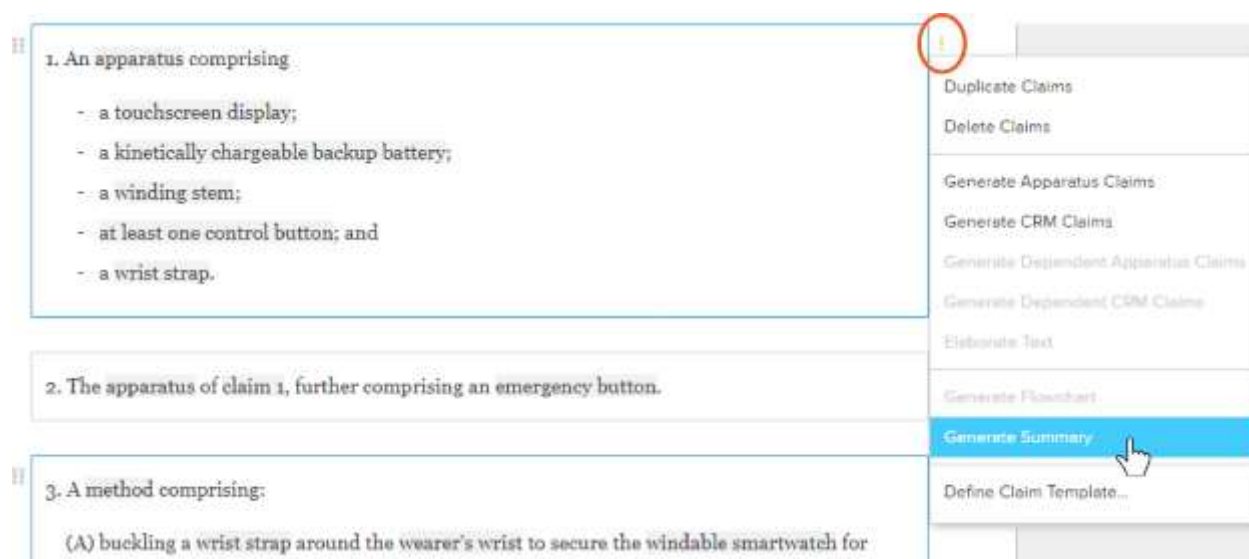 1. An apparatus comprising
- a touchscreen display;
- a kinetically chargeable backup battery;
- a winding stem;
- at least one control button; and
- a wrist strap.
2. The apparatus of claim 1, further comprising an emergency button.
3. A method comprising:
(A) buckling a wrist strap around the wearer's wrist to secure the windable smartwatch for
!
Duplicate Claims
Delete Claims
Generate Apparatus Claims
Generate CRM Claims
Generate Dependent Apparatus Claims
Generate Dependent CRM Claims
Elaborate Text
Generate Flowchart
Generate Summary
Define Claim Template...